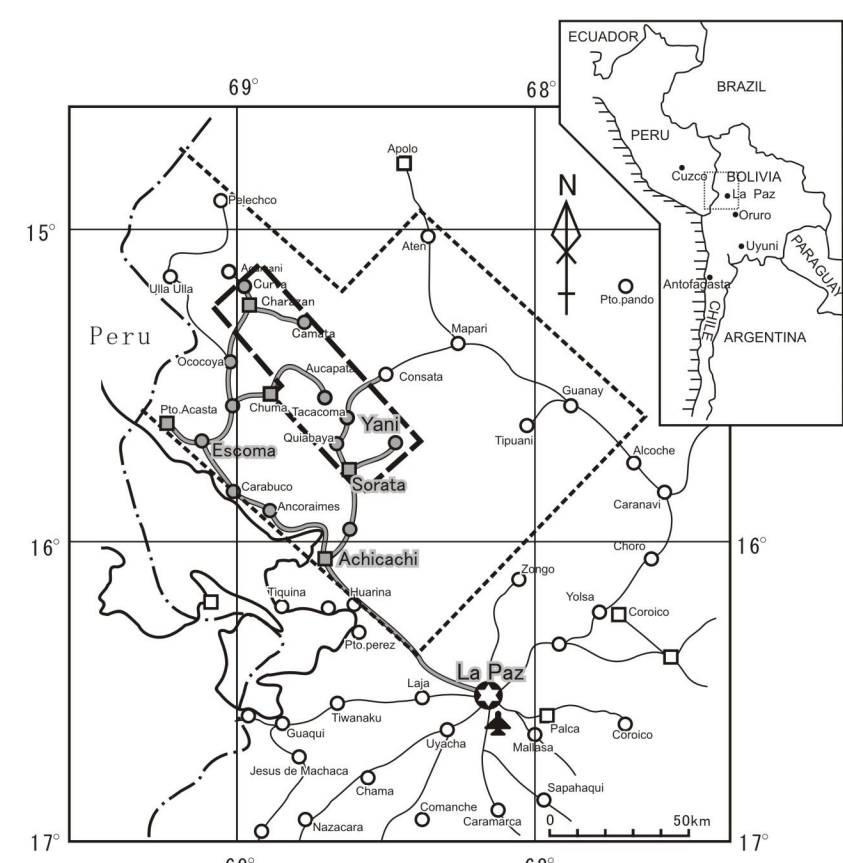 ECUADOR
BRAZIL
PERU
Cuzco
BOLIVIA
La Paz
Oruro
Uyuni
PARAGUAY
Antofagasta
CHILE
ARGENTINA
69°
68°
Apolo
N
Pelechco
15°
Aten
Acamani
Curva
Ulla Ulla
Charazan
Pto.pando
Camata
Peru
Mapari
Ococoya
Aucapata
Consata
Guanay
Chuma
Tacacoma
Pto.Acasta
Yani
Quiabaya
Tipuani
Escoma
Alcoche
Sorata
Carabuco
Caranavi
Ancoraimes
16°
16°
Achicachi
Choro
Zongo
Tiquina
Huarina
Yolsa
Coroico
Pto.perez
La Paz
Laja
Tiwanaku
Guaqui
Palca
Coroico
Uyacha
Mallasa
Jesus de Machaca
Chama
Sapahaqui
Comanche
Caramarca
Nazacara
0
50km
17°
17°